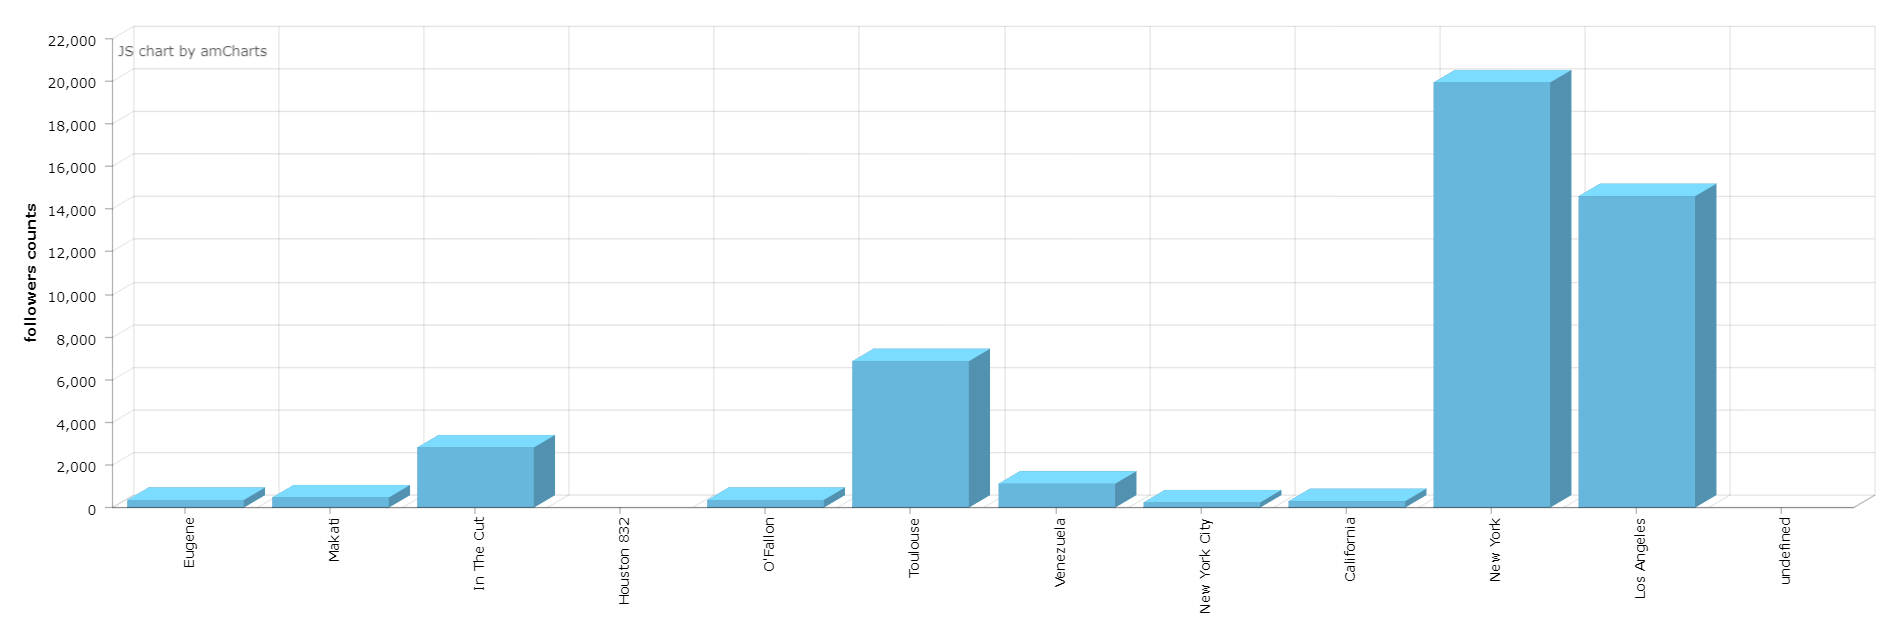 JS chart by amCharts
followers counts
22,000
20,000
18,000
16,000
14,000
12,000
10,000
8,000
6,000
4,000
2,000
0
Eugene
Makati
In The Cut
Houston 832
O'Fallon
Toulouse
Venezuela
New York City
California
New York
Los Angeles
undefined